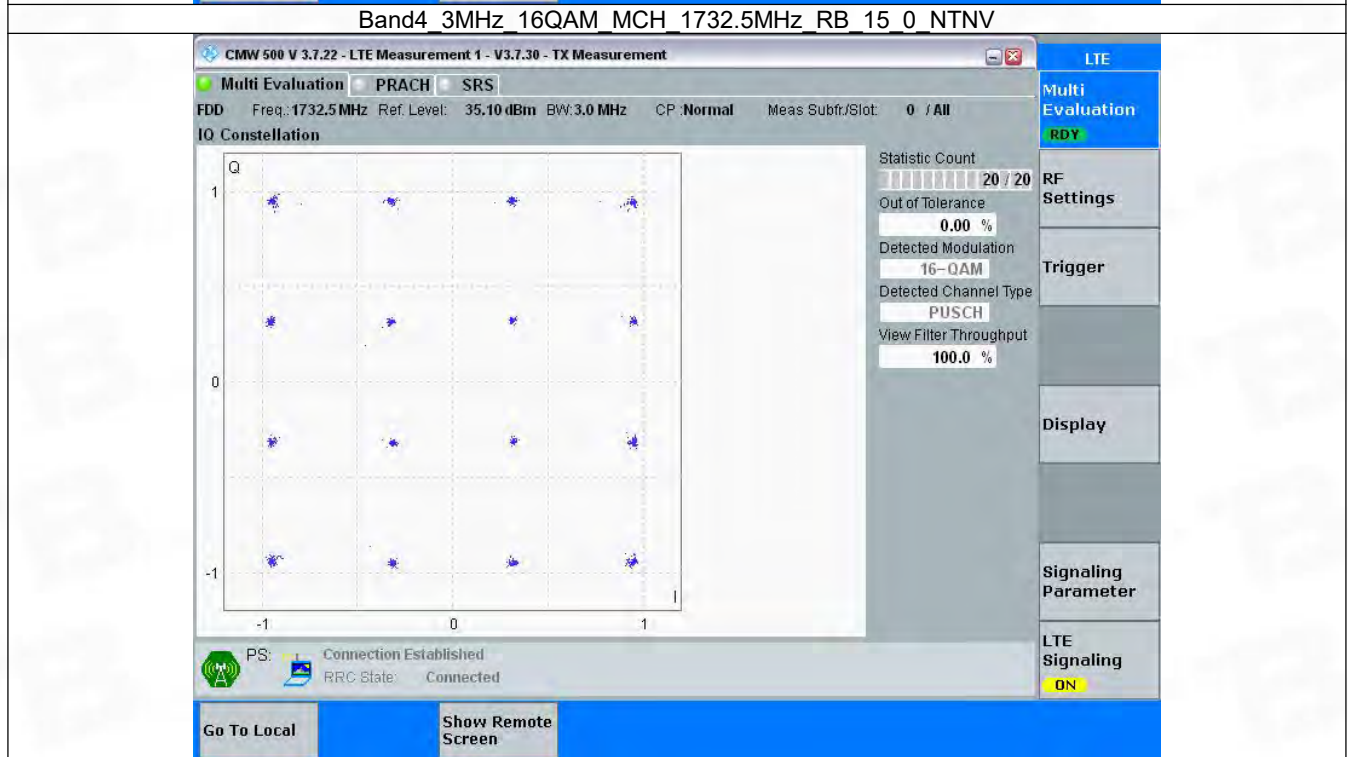 Band4_3MHz_16QAM_MCH_1732.5MHz_RB_15_0_NTNV
CMW 500 V 3.7.22 - LTE Measurement 1 - V3.7.30 - TX Measurement
LTE
Multi Evaluation PRACH SRS
Multi
Evaluation
RDY
FDD Freq.: 1732.5 MHz Ref. Level: 35.10 dBm BW: 3.0 MHz CP : Normal Meas Subfr./Slot: 0 / All
IQ Constellation
Q
1
0
-1
I
-1 0 1
Statistic Count
20 / 20
Out of Tolerance
0.00 %
Detected Modulation
16-QAM
Detected Channel Type
PUSCH
View Filter Throughput
100.0 %
RF
Settings
Trigger
Display
Signaling
Parameter
LTE
Signaling
ON
PS: Connection Established
RRC State: Connected
Go To Local
Show Remote
Screen